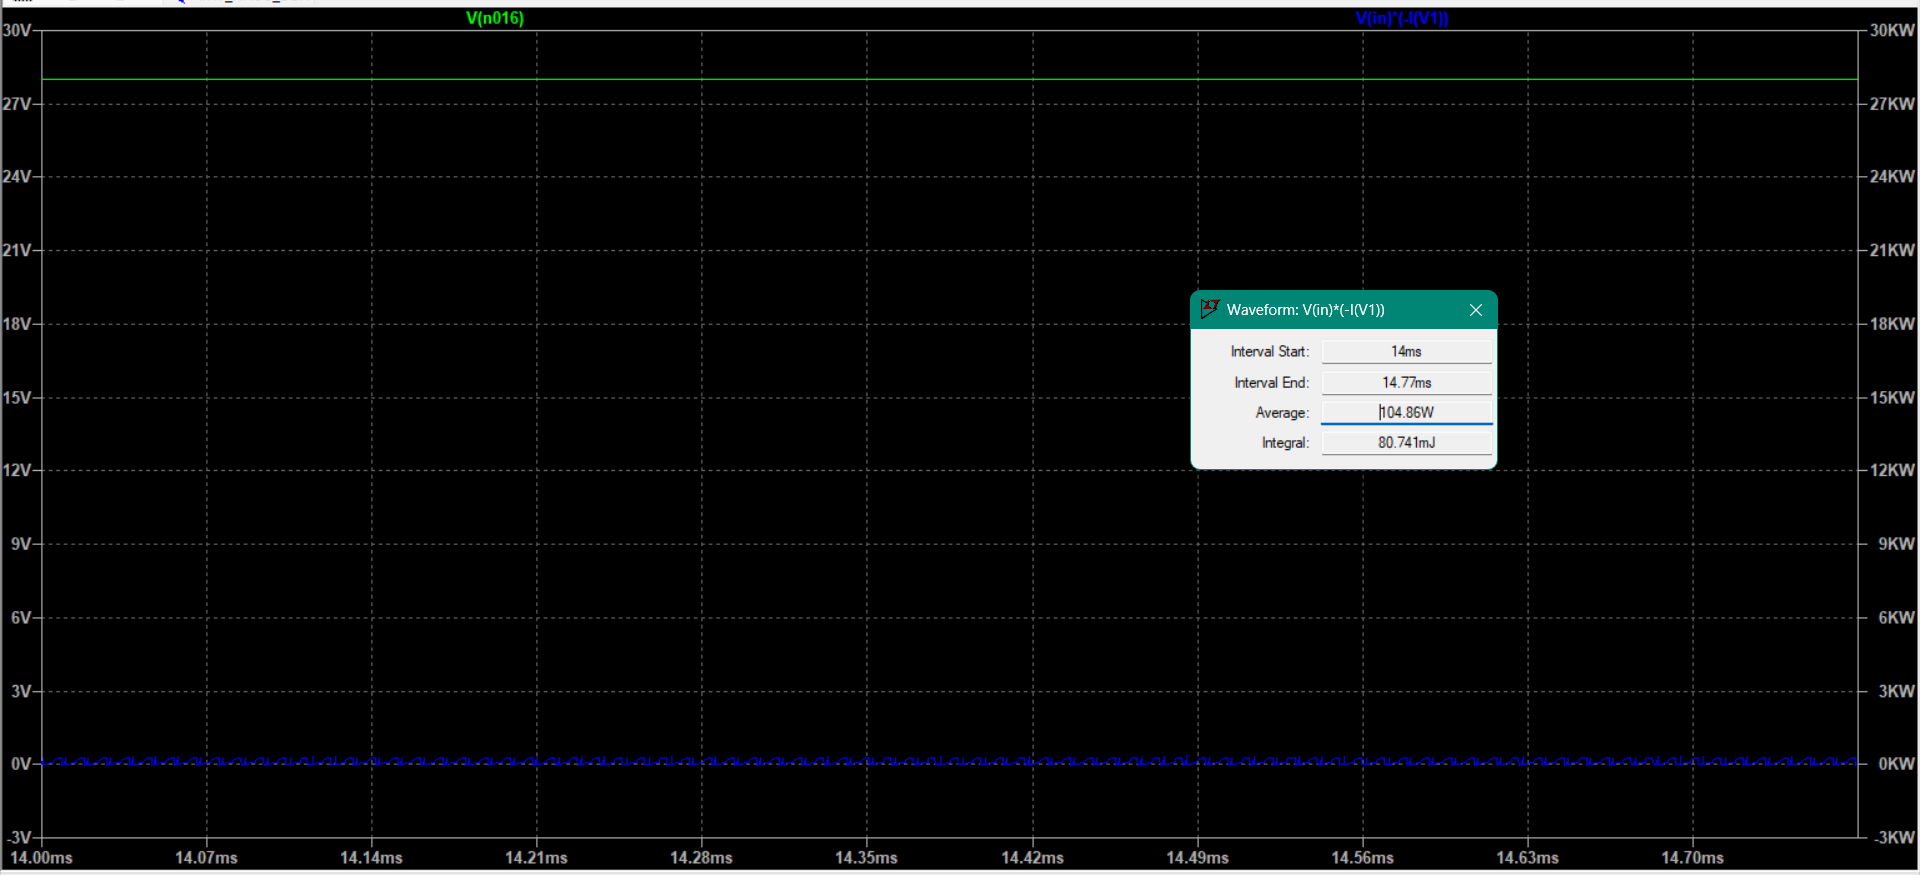 V(n016) V(in)*(-I(V1))
30V 30KW
27V 27KW
24V 24KW
21V 21KW
18V 18KW
15V 15KW
12V 12KW
9V 9KW
6V 6KW
3V 3KW
0V 0KW
-3V -3KW
14.00ms 14.07ms 14.14ms 14.21ms 14.28ms 14.35ms 14.42ms 14.49ms 14.56ms 14.63ms 14.70ms
Waveform: V(in)*(-I(V1))
Interval Start: 14ms
Interval End: 14.77ms
Average: 104.86W
Integral: 80.741mJ